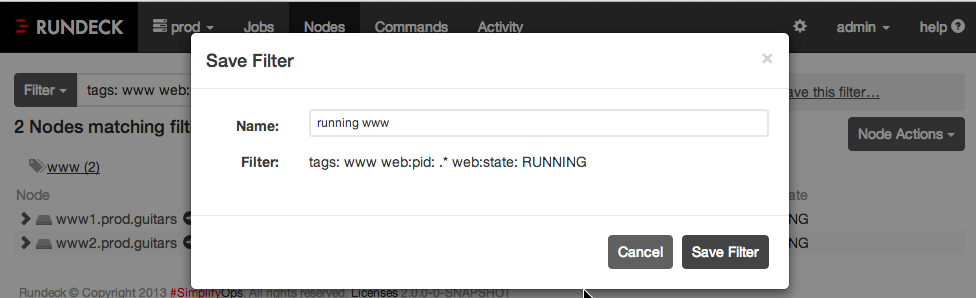 RUNDECK prod Jobs Nodes Commands Activity admin help
Save Filter ×
Filter tags: www web: ave this filter…
Name: running www
2 Nodes matching filt Node Actions
Filter: tags: www web:pid: .* web:state: RUNNING
www (2)
Node ate
www1.prod.guitars NG
www2.prod.guitars NG
Cancel Save Filter
Rundeck © Copyright 2013 #SimplifyOps. All rights reserved. Licenses 2.0.0-0-SNAPSHOT